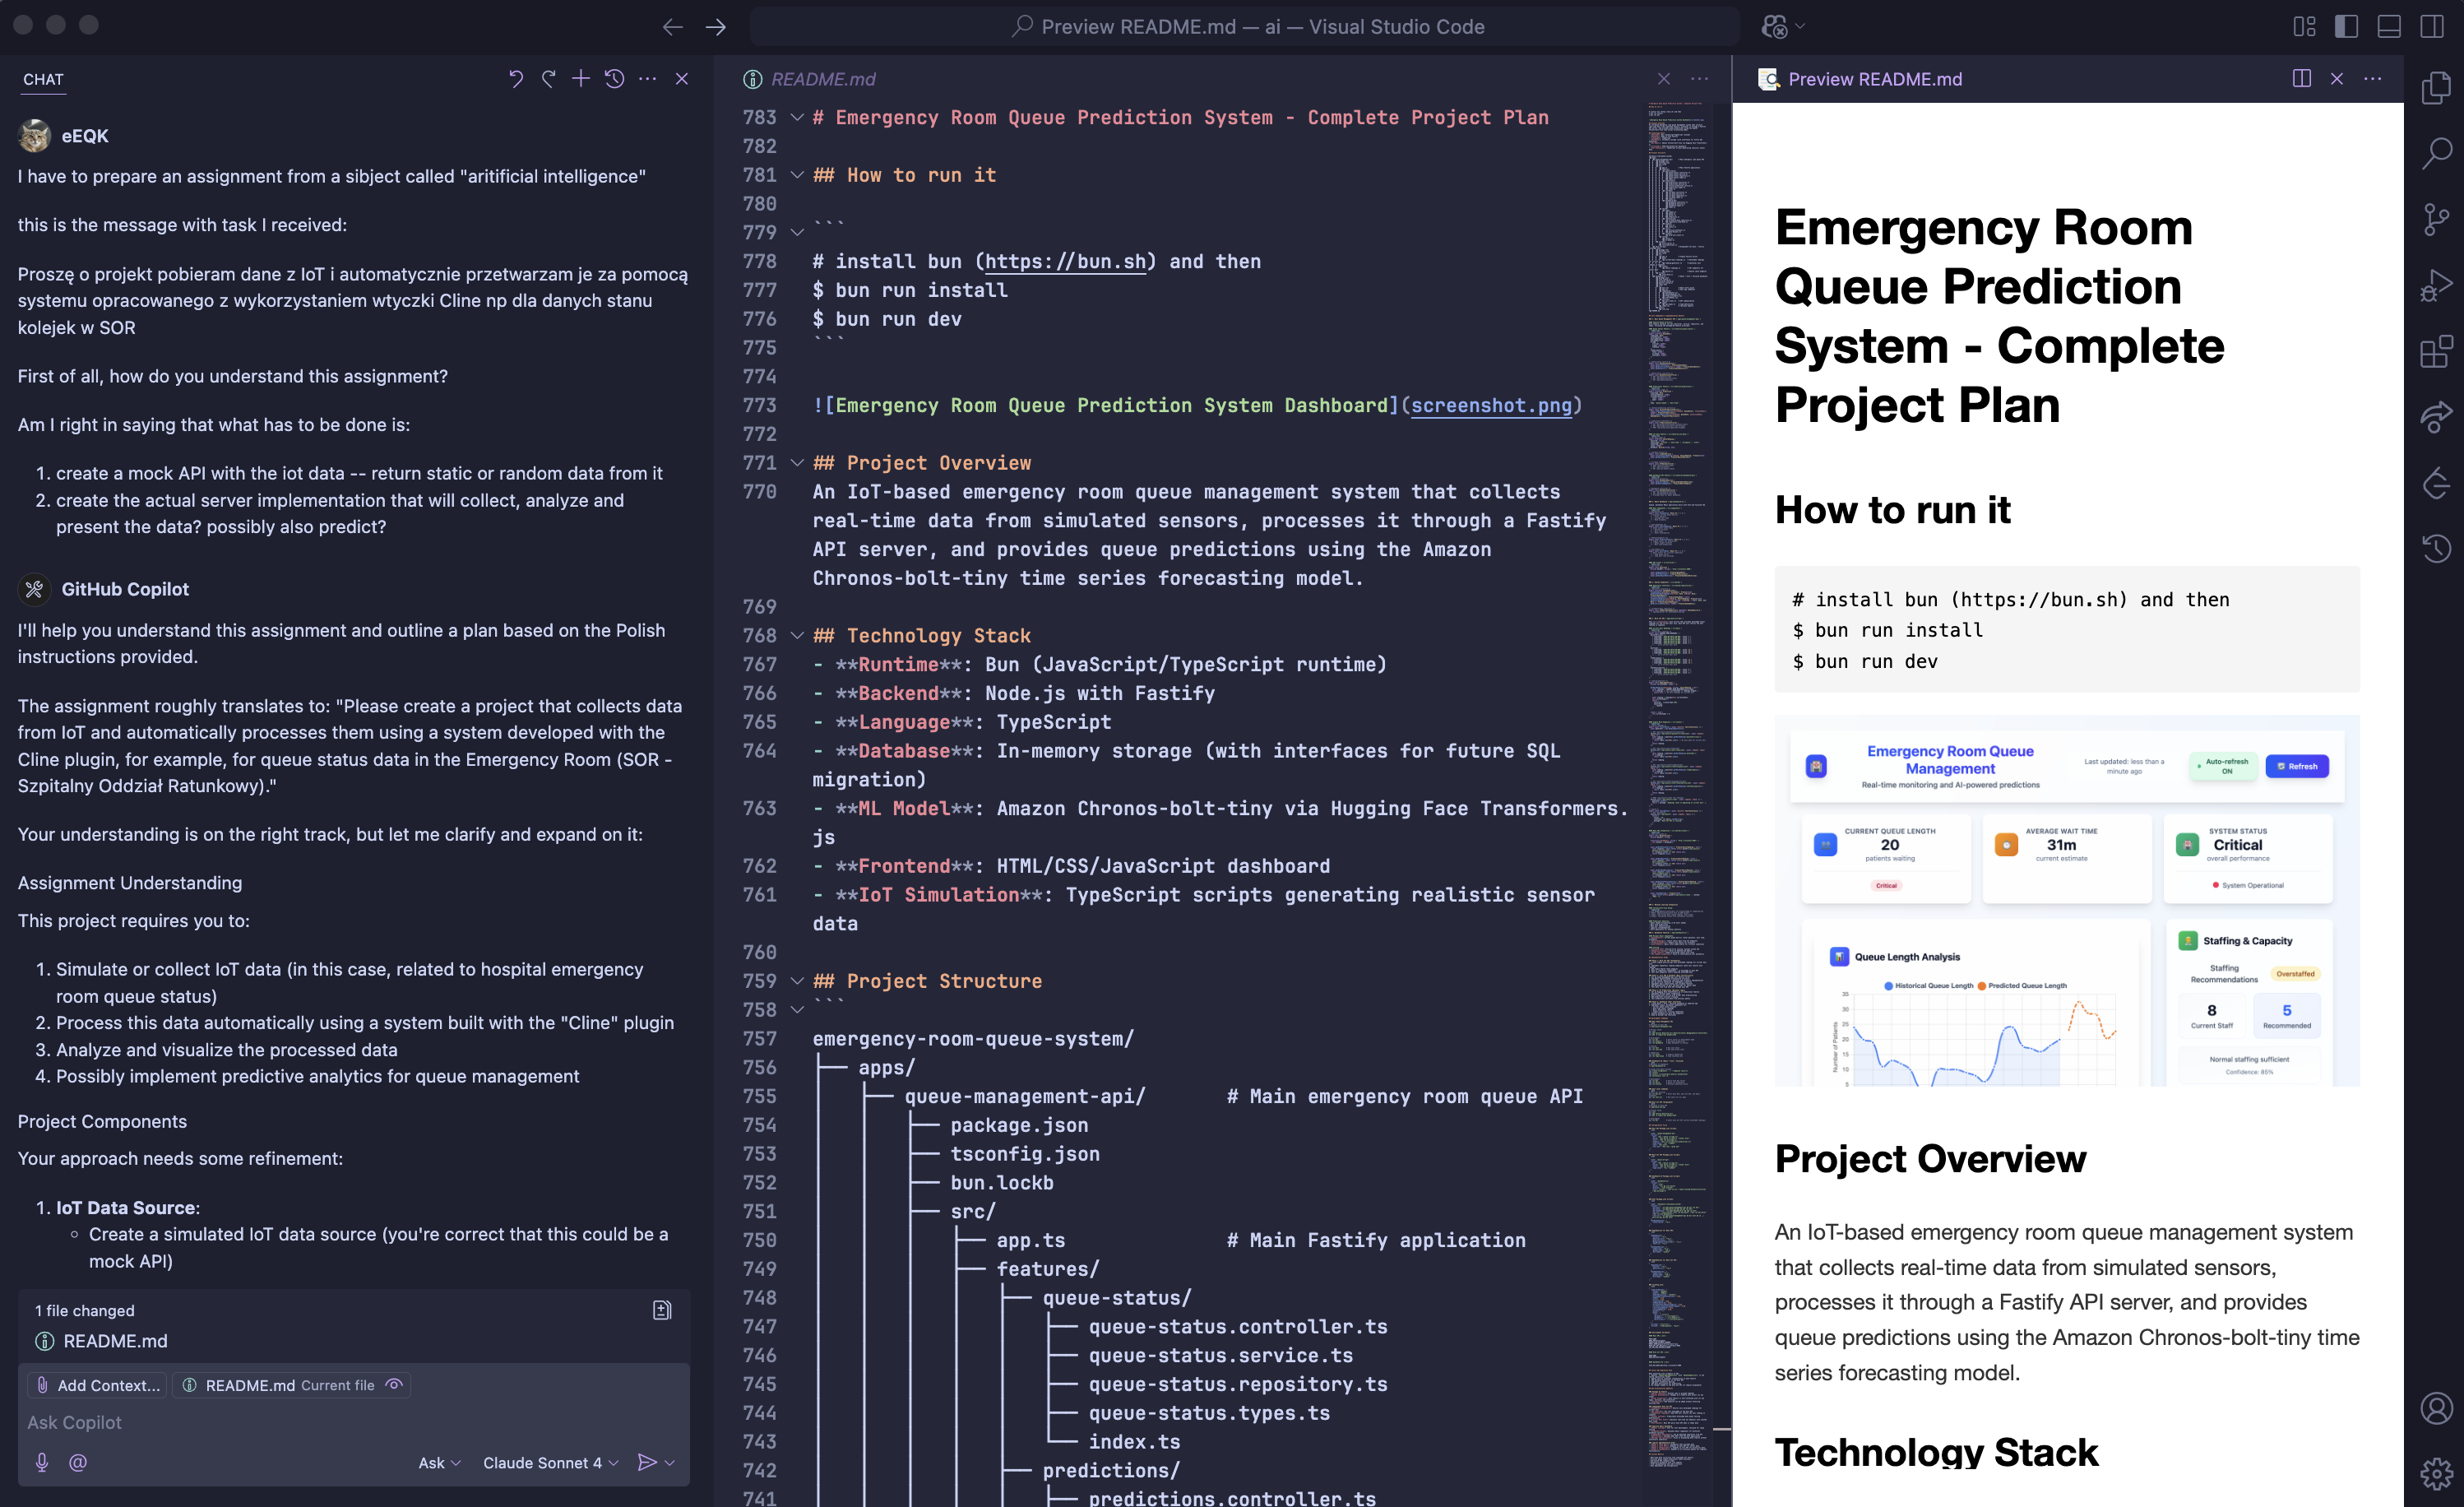 Preview README.md — ai — Visual Studio Code
CHAT
eEQK
I have to prepare an assignment from a sibject called "aritificial intelligence"
this is the message with task I received:
Proszę o projekt pobieram dane z IoT i automatycznie przetwarzam je za pomocą
systemu opracowanego z wykorzystaniem wtyczki Cline np dla danych stanu
kolejek w SOR
First of all, how do you understand this assignment?
Am I right in saying that what has to be done is:
1. create a mock API with the iot data -- return static or random data from it
2. create the actual server implementation that will collect, analyze and
present the data? possibly also predict?
GitHub Copilot
I'll help you understand this assignment and outline a plan based on the Polish
instructions provided.
The assignment roughly translates to: "Please create a project that collects data
from IoT and automatically processes them using a system developed with the
Cline plugin, for example, for queue status data in the Emergency Room (SOR -
Szpitalny Oddział Ratunkowy)."
Your understanding is on the right track, but let me clarify and expand on it:
Assignment Understanding
This project requires you to:
1. Simulate or collect IoT data (in this case, related to hospital emergency
room queue status)
2. Process this data automatically using a system built with the "Cline" plugin
3. Analyze and visualize the processed data
4. Possibly implement predictive analytics for queue management
Project Components
Your approach needs some refinement:
1. IoT Data Source:
Create a simulated IoT data source (you're correct that this could be a
mock API)
1 file changed
README.md
Add Context...
README.md Current file
Ask Copilot
Ask
Claude Sonnet 4
README.md
783 # Emergency Room Queue Prediction System - Complete Project Plan
782
781 ## How to run it
780
779 ```
778 # install bun (https://bun.sh) and then
777 $ bun run install
776 $ bun run dev
775 ```
774
773 ![Emergency Room Queue Prediction System Dashboard](screenshot.png)
772
771 ## Project Overview
770 An IoT-based emergency room queue management system that collects
real-time data from simulated sensors, processes it through a Fastify
API server, and provides queue predictions using the Amazon
Chronos-bolt-tiny time series forecasting model.
769
768 ## Technology Stack
767 - **Runtime**: Bun (JavaScript/TypeScript runtime)
766 - **Backend**: Node.js with Fastify
765 - **Language**: TypeScript
764 - **Database**: In-memory storage (with interfaces for future SQL
migration)
763 - **ML Model**: Amazon Chronos-bolt-tiny via Hugging Face Transformers.
js
762 - **Frontend**: HTML/CSS/JavaScript dashboard
761 - **IoT Simulation**: TypeScript scripts generating realistic sensor
data
760
759 ## Project Structure
758 ```
757 emergency-room-queue-system/
756 ├── apps/
755 │   ├── queue-management-api/ # Main emergency room queue API
754 │   │   ├── package.json
753 │   │   ├── tsconfig.json
752 │   │   ├── bun.lockb
751 │   │   ├── src/
750 │   │   │   ├── app.ts # Main Fastify application
749 │   │   │   ├── features/
748 │   │   │   │   ├── queue-status/
747 │   │   │   │   │   ├── queue-status.controller.ts
746 │   │   │   │   │   ├── queue-status.service.ts
745 │   │   │   │   │   ├── queue-status.repository.ts
744 │   │   │   │   │   ├── queue-status.types.ts
743 │   │   │   │   │   └── index.ts
742 │   │   │   │   ├── predictions/
741 │   │   │   │   │   ├── predictions.controller.ts
Preview README.md
Emergency Room
Queue Prediction
System - Complete
Project Plan
How to run it
# install bun (https://bun.sh) and then
$ bun run install
$ bun run dev
Emergency Room Queue
Management
Real-time monitoring and AI-powered predictions
Last updated: less than a
minute ago
Auto-refresh
ON
Refresh
CURRENT QUEUE LENGTH
20
patients waiting
Critical
AVERAGE WAIT TIME
31m
current estimate
SYSTEM STATUS
Critical
overall performance
System Operational
Queue Length Analysis
Historical Queue Length
Predicted Queue Length
Number of Patients
35
30
25
20
15
10
5
Staffing & Capacity
Staffing
Recommendations
Overstaffed
8
Current Staff
5
Recommended
Normal staffing sufficient
Confidence: 85%
Project Overview
An IoT-based emergency room queue management system
that collects real-time data from simulated sensors,
processes it through a Fastify API server, and provides
queue predictions using the Amazon Chronos-bolt-tiny time
series forecasting model.
Technology Stack